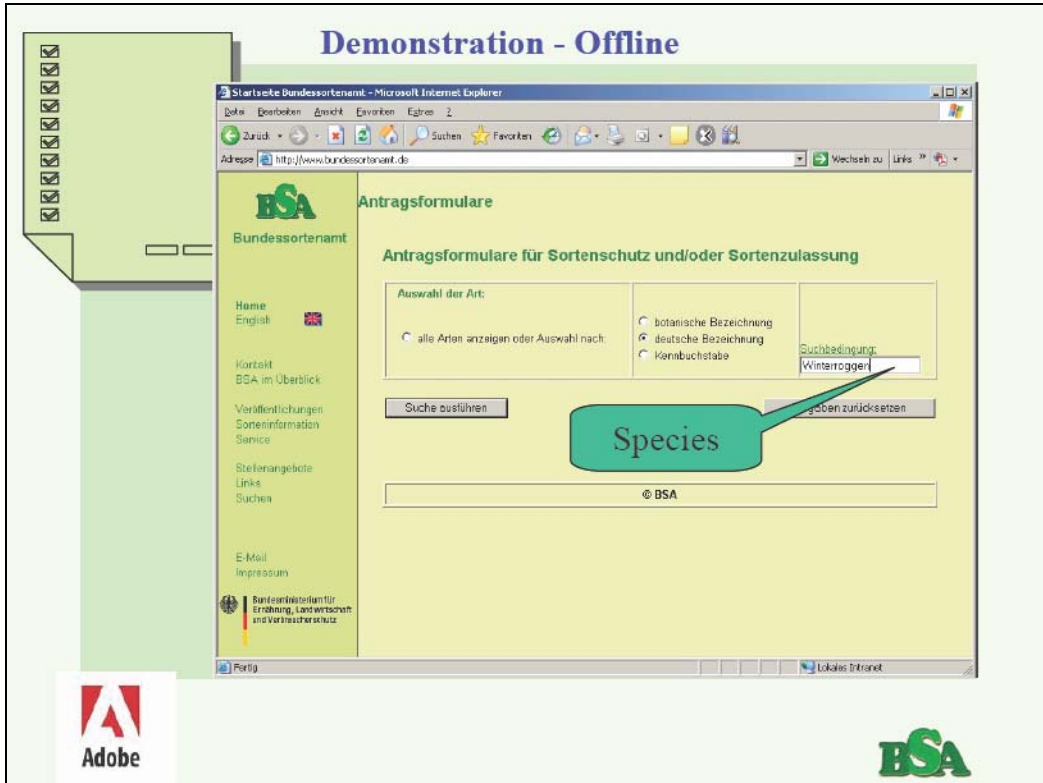 Demonstration - Offline
Startseite Bundessortenamt - Microsoft Internet Explorer
Datei Bearbeiten Ansicht Favoriten Extras ?
Zurück Suchen Favoriten
Adresse http://www.bundessortenamt.de Wechseln zu Links »
BSA
Bundessortenamt
Home
English
Kontakt
BSA im Überblick
Veröffentlichungen
Sorteninformation
Service
Stellenangebote
Links
Suchen
E-Mail
Impressum
Bundesministerium für
Ernährung, Landwirtschaft
und Verbraucherschutz
Antragsformulare
Antragsformulare für Sortenschutz und/oder Sortenzulassung
Auswahl der Art:
alle Arten anzeigen oder Auswahl nach:
botanische Bezeichnung
deutsche Bezeichnung
Kennbuchstabe
Suchbedingung:
Winterroggen
Suche ausführen
zurücksetzen
Species
© BSA
Fertig Lokales Intranet
Adobe
BSA